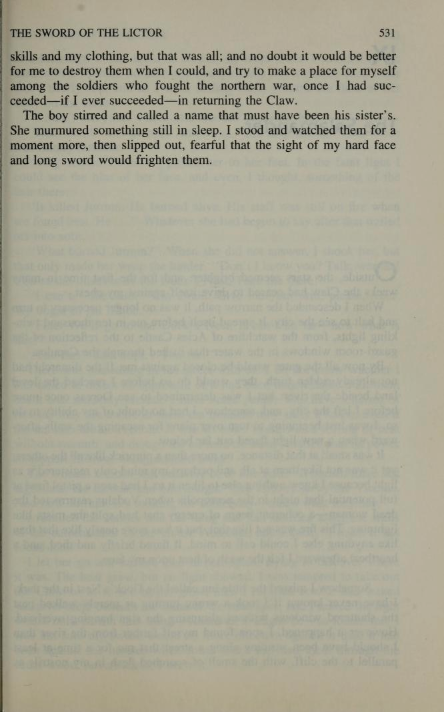 THE SWORD OF THE LICTOR 531
skills and my clothing, but that was all; and no doubt it would be better
for me to destroy them when I could, and try to make a place for myself
among the soldiers who fought the northern war, once I had suc-
ceeded—if I ever succeeded—in returning the Claw.
The boy stirred and called a name that must have been his sister's.
She murmured something still in sleep. I stood and watched them for a
moment more, then slipped out, fearful that the sight of my hard face
and long sword would frighten them.